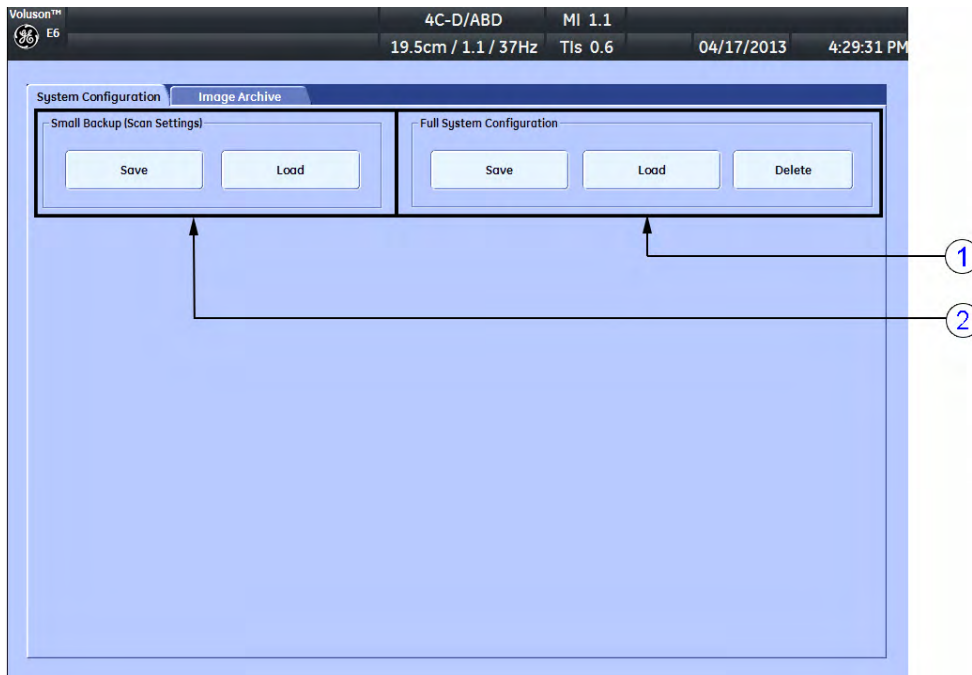 Voluson™
E6
4C-D/ABD MI 1.1
19.5cm / 1.1 / 37Hz TIs 0.6 04/17/2013 4:29:31 PM
System Configuration Image Archive
Small Backup (Scan Settings) Full System Configuration
Save Load Save Load Delete
1
2